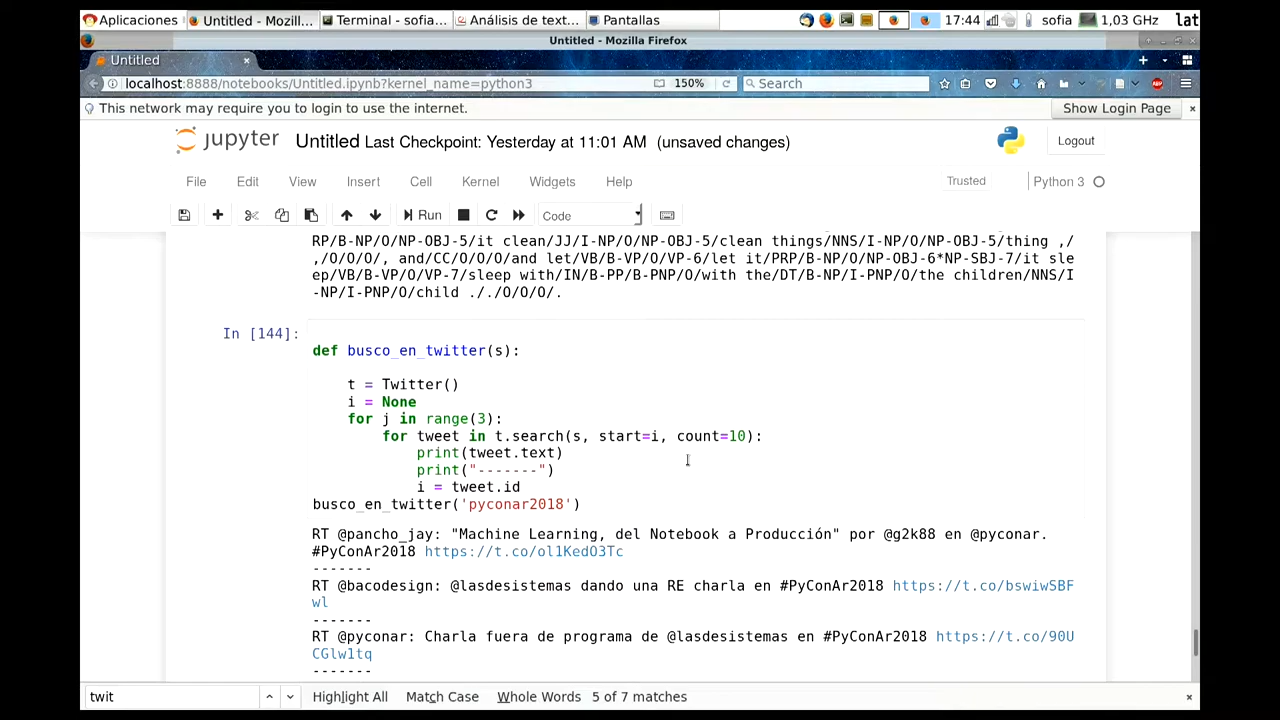 Aplicaciones Untitled - Mozill... Terminal - sofia... Análisis de text... Pantallas 17:44 sofia 1,03 GHz lat
Untitled - Mozilla Firefox
Untitled
localhost:8888/notebooks/Untitled.ipynb?kernel_name=python3 150% Search
This network may require you to login to use the internet. Show Login Page
jupyter Untitled Last Checkpoint: Yesterday at 11:01 AM (unsaved changes) Logout
File Edit View Insert Cell Kernel Widgets Help Trusted Python 3
Run Code
RP/B-NP/O/NP-OBJ-5/it clean/JJ/I-NP/O/NP-OBJ-5/clean things/NNS/I-NP/O/NP-OBJ-5/thing ,/
,/O/O/O/, and/CC/O/O/O/and let/VB/B-VP/O/VP-6/let it/PRP/B-NP/O/NP-OBJ-6*NP-SBJ-7/it sle
ep/VB/B-VP/O/VP-7/sleep with/IN/B-PP/B-PNP/O/with the/DT/B-NP/I-PNP/O/the children/NNS/I
-NP/I-PNP/O/child ././O/O/O/.
In [144]:
def busco_en_twitter(s):
t = Twitter()
i = None
for j in range(3):
for tweet in t.search(s, start=i, count=10):
print(tweet.text)
print("-------")
i = tweet.id
busco_en_twitter('pyconar2018')
RT @pancho_jay: "Machine Learning, del Notebook a Producción" por @g2k88 en @pyconar.
#PyConAr2018 https://t.co/ol1KedO3Tc
-------
RT @bacodesign: @lasdesistemas dando una RE charla en #PyConAr2018 https://t.co/bswiwSBF
wl
-------
RT @pyconar: Charla fuera de programa de @lasdesistemas en #PyConAr2018 https://t.co/90U
CGlw1tq
-------
twit Highlight All Match Case Whole Words 5 of 7 matches